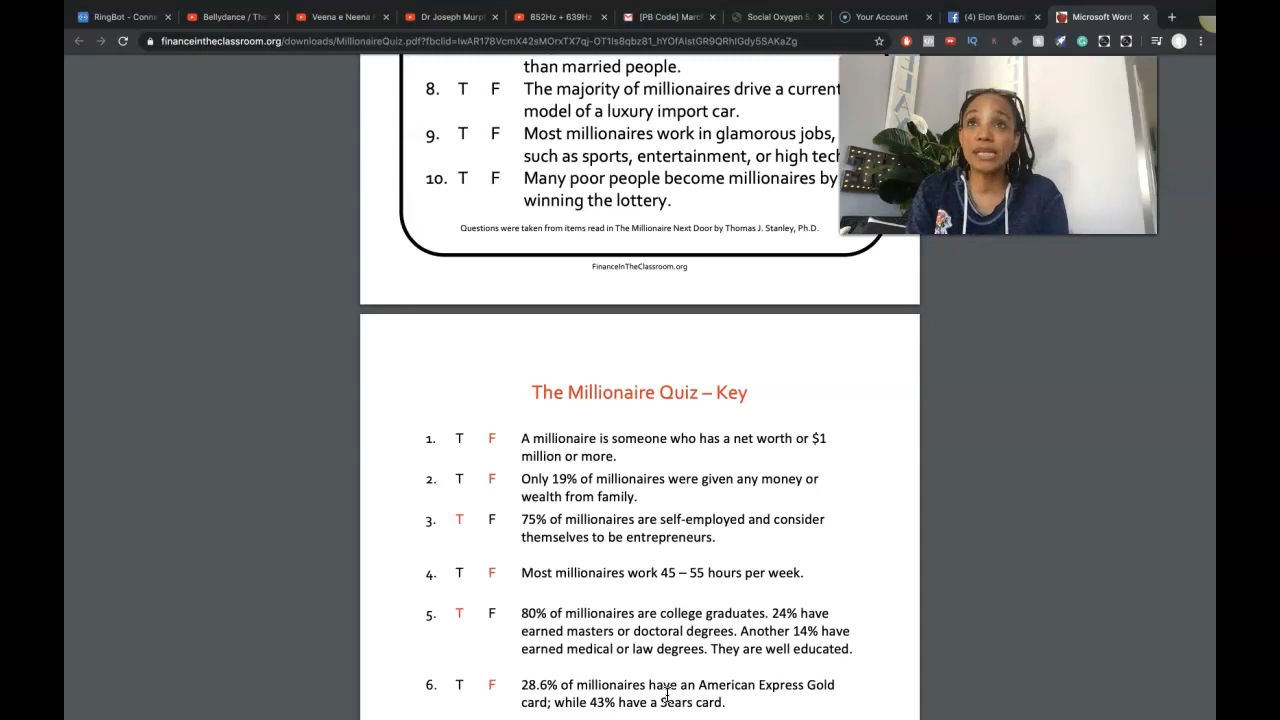 RingBot - Conne
Bellydance / The
Veena e Neena F
Dr Joseph Murp
852Hz + 639Hz
[PB Code] Marc
Social Oxygen S
Your Account
(4) Elon Boman
Microsoft Word
financeintheclassroom.org/downloads/MillionaireQuiz.pdf?fbclid=IwAR178VcmX42sMOrxTX7qj-OT1Is8qbz81_hYOfAlstGR9QRhIGdy5SAKaZg
than married people.
8. T F The majority of millionaires drive a current
model of a luxury import car.
9. T F Most millionaires work in glamorous jobs,
such as sports, entertainment, or high tech
10. T F Many poor people become millionaires by
winning the lottery.
Questions were taken from items read in The Millionaire Next Door by Thomas J. Stanley, Ph.D.
FinanceInTheClassroom.org
The Millionaire Quiz – Key
1. T F A millionaire is someone who has a net worth or $1
million or more.
2. T F Only 19% of millionaires were given any money or
wealth from family.
3. T F 75% of millionaires are self-employed and consider
themselves to be entrepreneurs.
4. T F Most millionaires work 45 – 55 hours per week.
5. T F 80% of millionaires are college graduates. 24% have
earned masters or doctoral degrees. Another 14% have
earned medical or law degrees. They are well educated.
6. T F 28.6% of millionaires have an American Express Gold
card; while 43% have a Sears card.